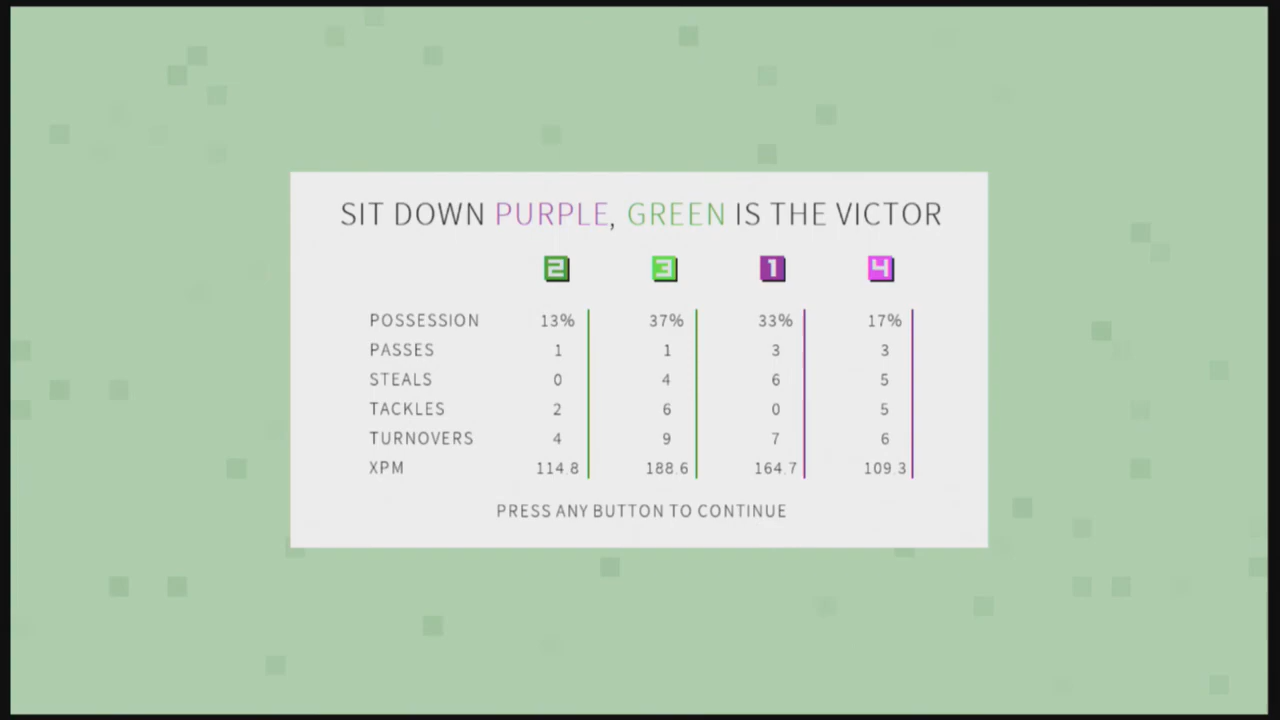 SIT DOWN PURPLE, GREEN IS THE VICTOR
2 3 1 4
POSSESSION 13% 37% 33% 17%
PASSES 1 1 3 3
STEALS 0 4 6 5
TACKLES 2 6 0 5
TURNOVERS 4 9 7 6
XPM 114.8 188.6 164.7 109.3
PRESS ANY BUTTON TO CONTINUE